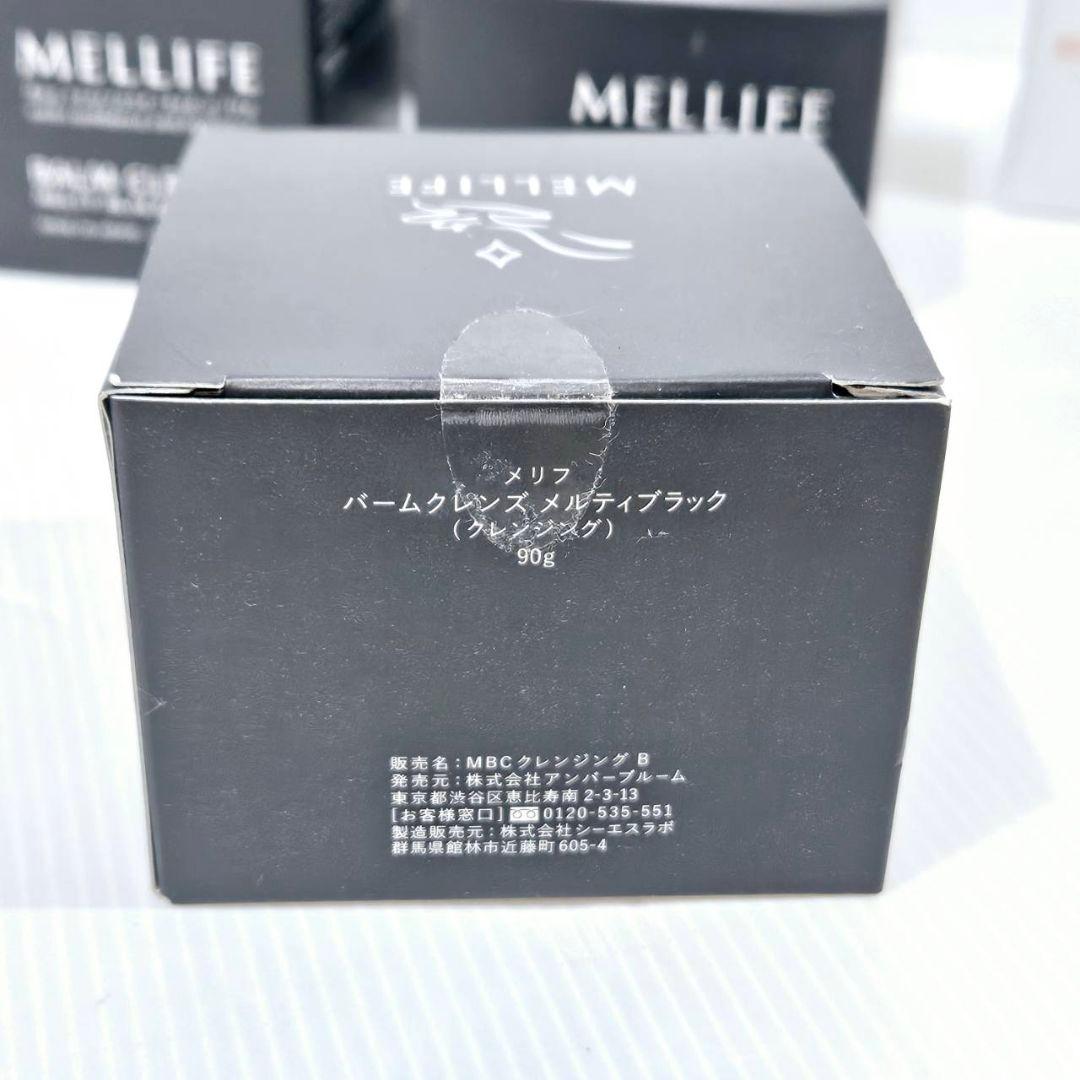 MELLIFE
BALM
MELLIFE
MELLIFE
メリフ
バームクレンズ メルティブラック
(クレンジング)
90g
販売名:MBCクレンジング B
発売元:株式会社アンバーブルーム
東京都渋谷区恵比寿南2-3-13
[お客様窓口] 0120-535-551
製造販売元:株式会社シーエスラボ
群馬県館林市近藤町605-4